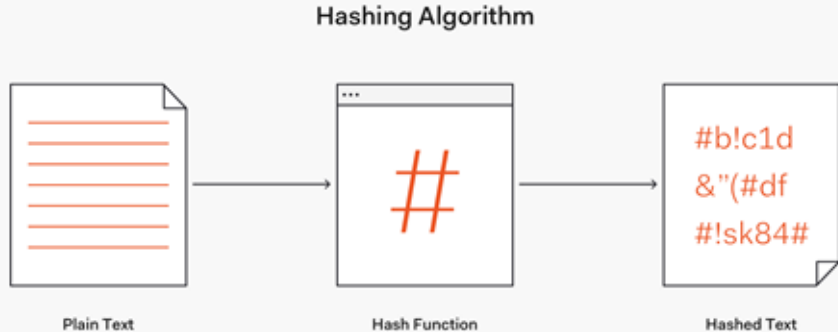 Hashing Algorithm
#
#b!c1d
&”(#df
#!sk84#
Plain Text
Hash Function
Hashed Text